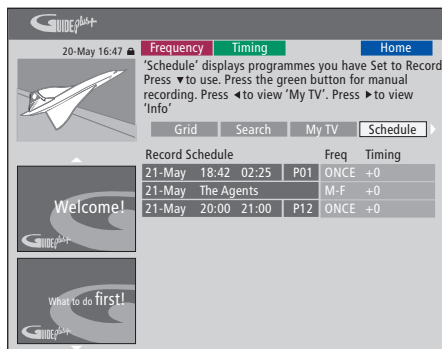 GUIDE plus+
20-May 16:47
Frequency Timing Home
'Schedule' displays programmes you have Set to Record
Press ▼to use. Press the green button for manual
recording. Press ◄to view 'My TV'. Press ►to view
'Info'
Grid Search My TV Schedule
Record Schedule Freq Timing
21-May 18:42 02:25 P01 ONCE +0
21-May The Agents M-F +0
21-May 20:00 21:00 P12 ONCE +0
Welcome!
GUIDE plus+
What to do first!
GUIDE plus+